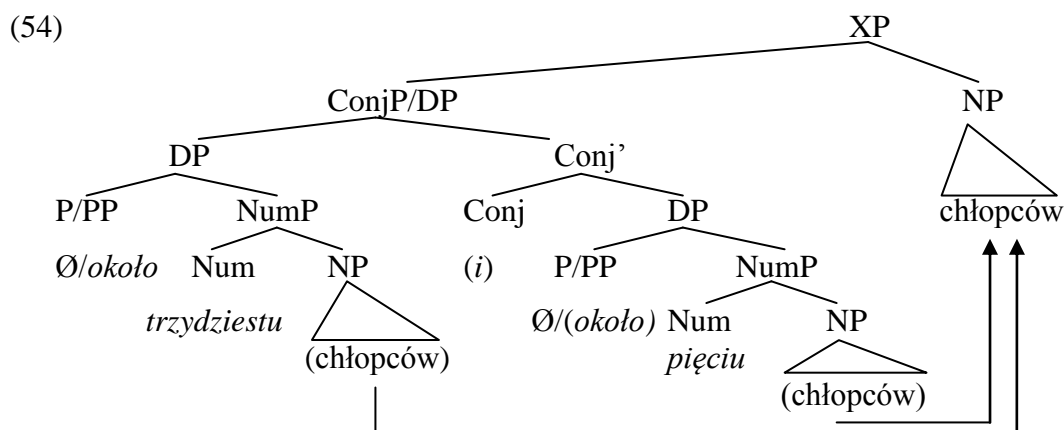 (54) XP
ConjP/DP NP
DP Conj’
P/PP NumP Conj DP chłopców
Ø/około Num NP (i) P/PP NumP
trzydziestu Ø/(około) Num NP
(chłopców) pięciu
(chłopców)